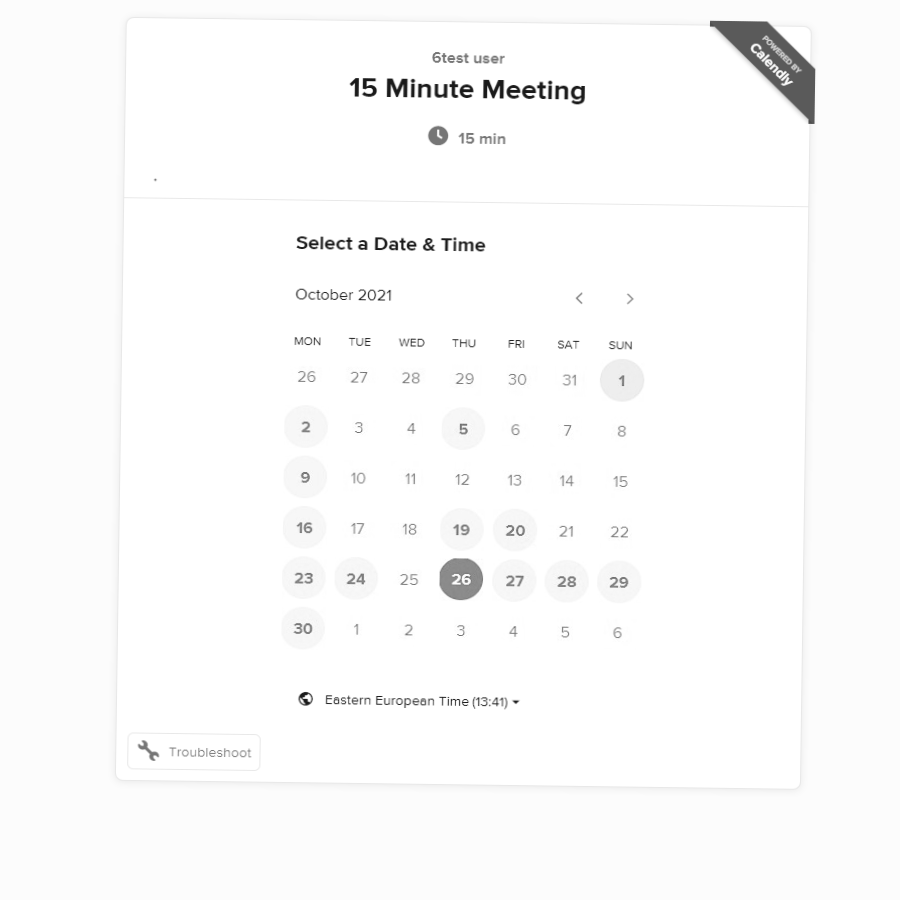 6test user
15 Minute Meeting
15 min
POWERED BY
Calendly
.
Select a Date & Time
October 2021
MON TUE WED THU FRI SAT SUN
26 27 28 29 30 31 1
2 3 4 5 6 7 8
9 10 11 12 13 14 15
16 17 18 19 20 21 22
23 24 25 26 27 28 29
30 1 2 3 4 5 6
Eastern European Time (13:41)
Troubleshoot